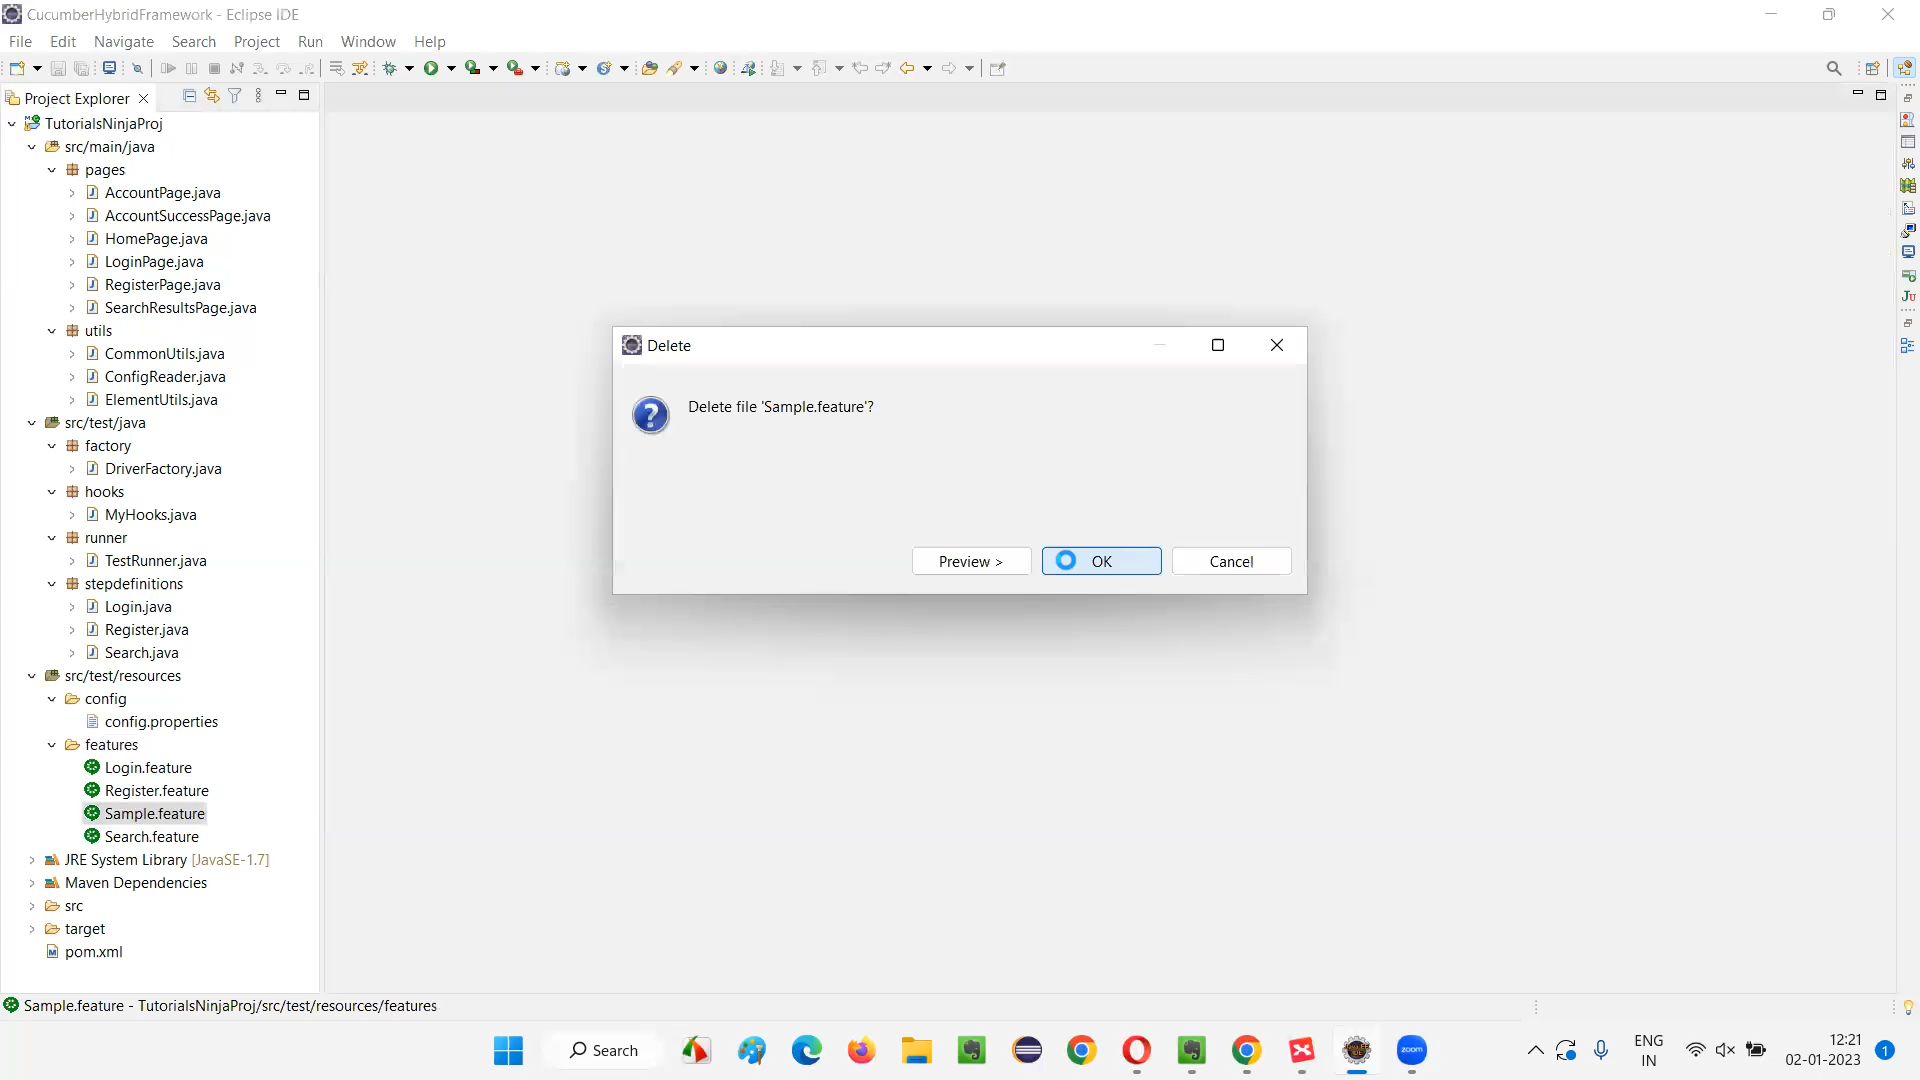 CucumberHybridFramework - Eclipse IDE
File Edit Navigate Search Project Run Window Help
Project Explorer
TutorialsNinjaProj
src/main/java
pages
AccountPage.java
AccountSuccessPage.java
HomePage.java
LoginPage.java
RegisterPage.java
SearchResultsPage.java
utils
CommonUtils.java
ConfigReader.java
ElementUtils.java
src/test/java
factory
DriverFactory.java
hooks
MyHooks.java
runner
TestRunner.java
stepdefinitions
Login.java
Register.java
Search.java
src/test/resources
config
config.properties
features
Login.feature
Register.feature
Sample.feature
Search.feature
JRE System Library [JavaSE-1.7]
Maven Dependencies
src
target
pom.xml
Delete
Delete file 'Sample.feature'?
Preview > OK Cancel
Ju
Sample.feature - TutorialsNinjaProj/src/test/resources/features
Search
zoom
ENG
IN
12:21
02-01-2023
1